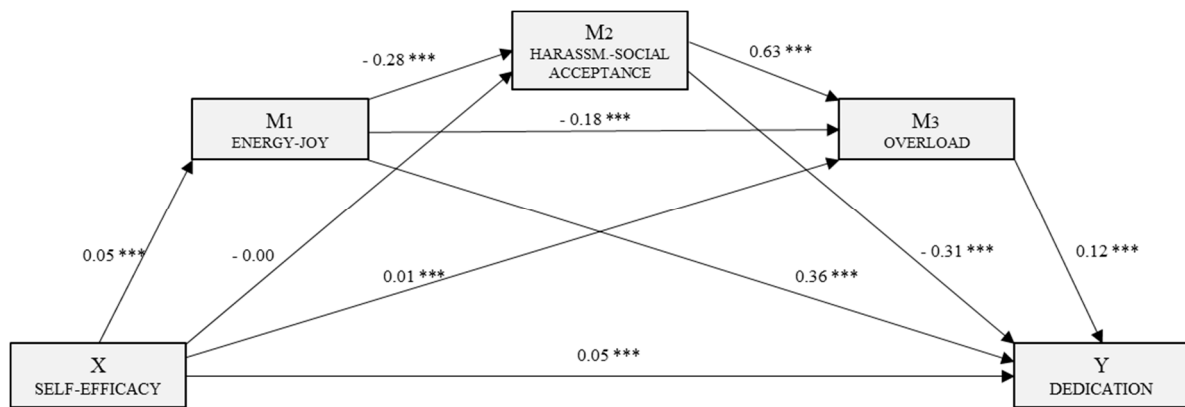 M2
HARASSM.-SOCIAL
ACCEPTANCE
- 0.28 ***
0.63 ***
M1
ENERGY-JOY
- 0.18 ***
M3
OVERLOAD
0.05 ***
- 0.00
0.01 ***
0.36 ***
- 0.31 ***
0.12 ***
X
SELF-EFFICACY
0.05 ***
Y
DEDICATION